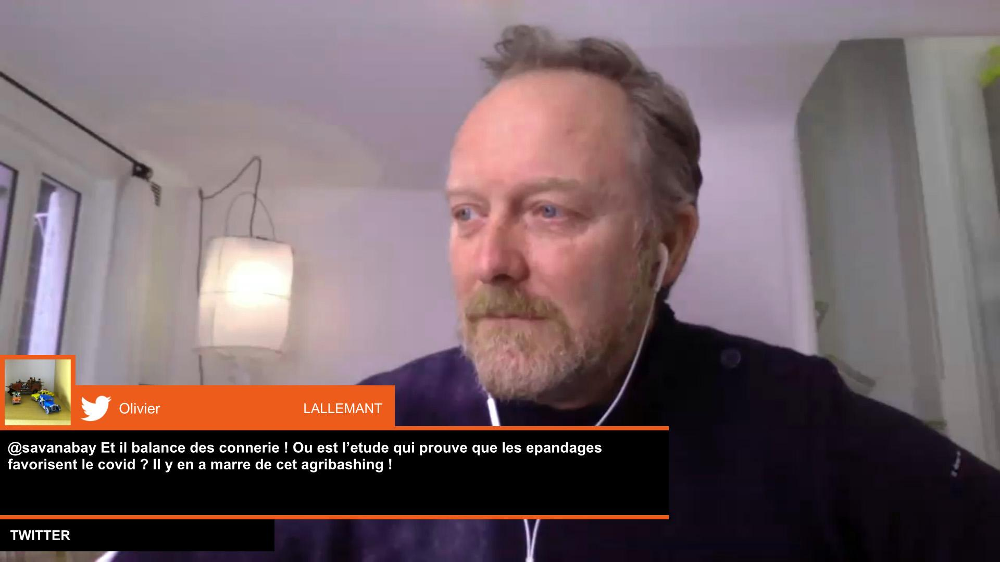 Olivier LALLEMANT
@savanabay Et il balance des connerie ! Ou est l’etude qui prouve que les epandages
favorisent le covid ? Il y en a marre de cet agribashing !
TWITTER